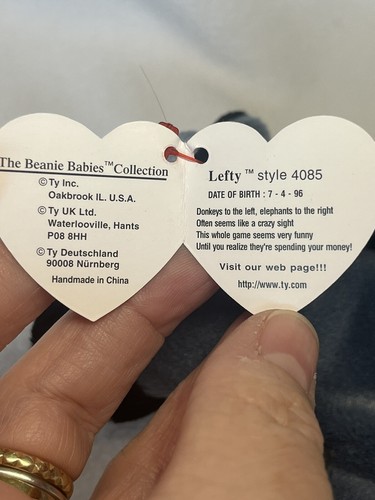 The Beanie Babies™Collection
©Ty Inc.
Oakbrook IL. U.S.A.
©Ty UK Ltd.
Waterlooville, Hants
P08 8HH
©Ty Deutschland
90008 Nürnberg
Handmade in China
Lefty ™ style 4085
DATE OF BIRTH : 7 - 4 - 96
Donkeys to the left, elephants to the right
Often seems like a crazy sight
This whole game seems very funny
Until you realize they're spending your money!
Visit our web page!!!
http://www.ty.com